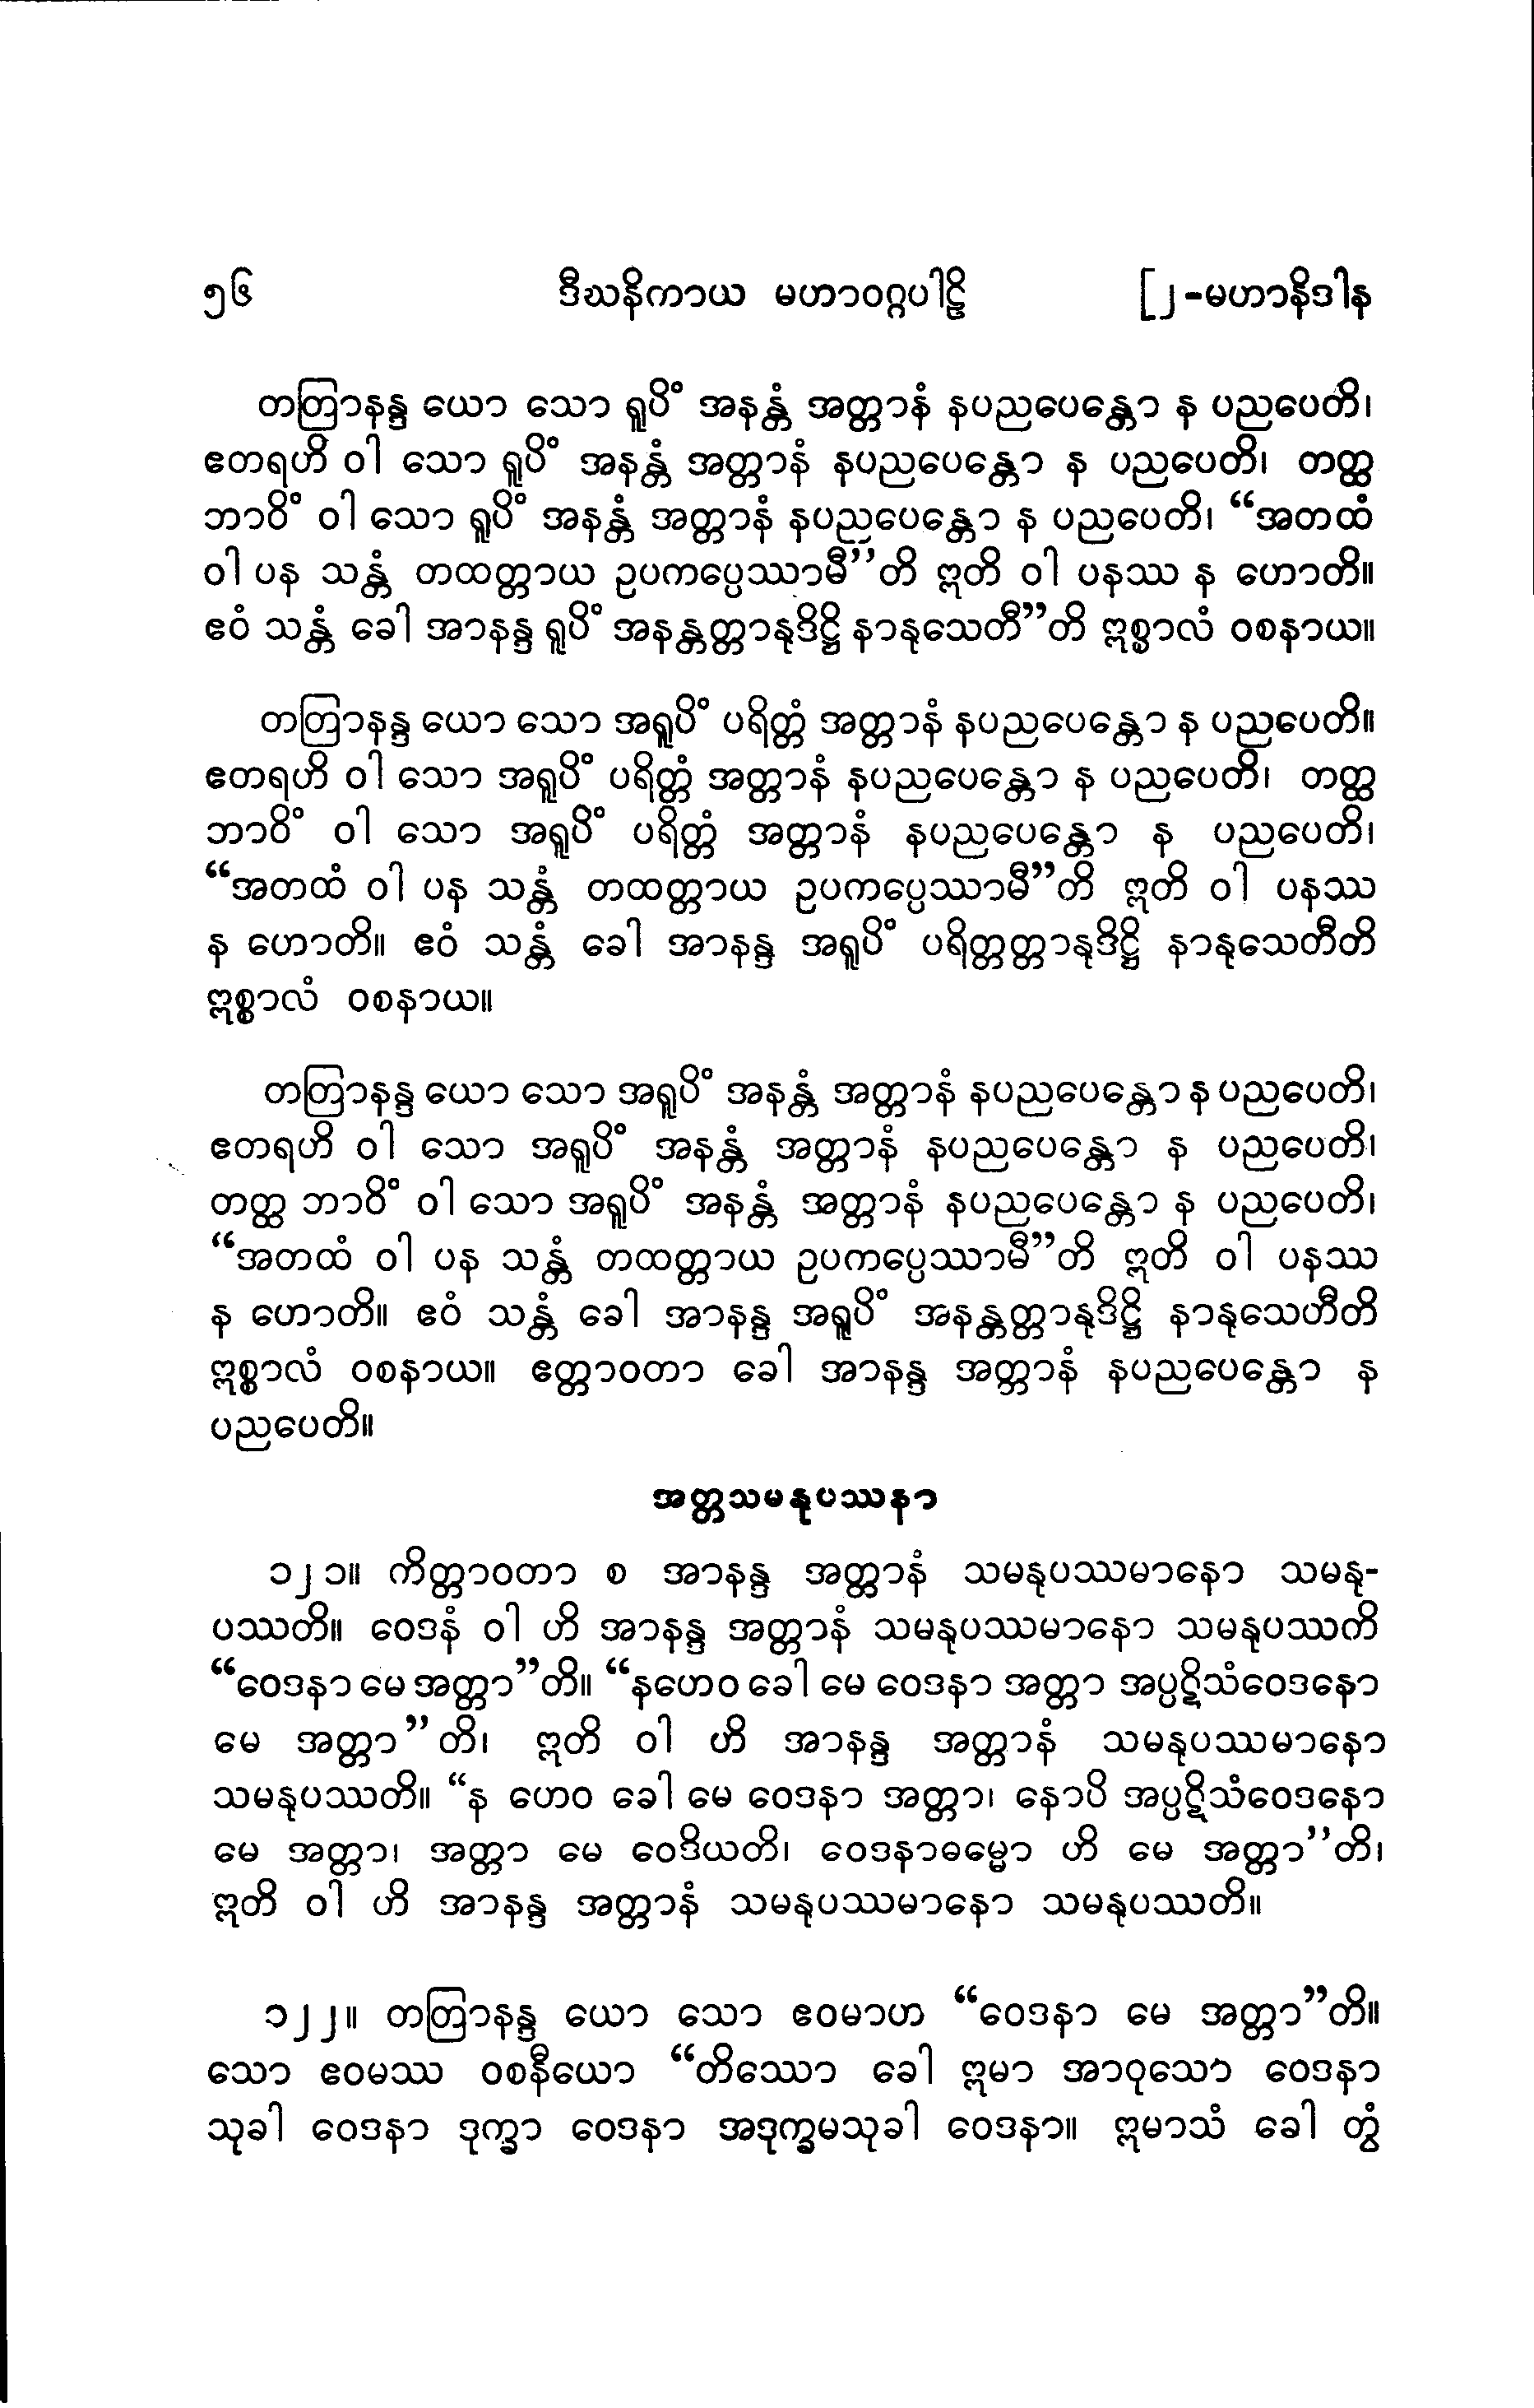 ၅၆ ဒီဃနိကာယ မဟာဝဂ္ဂပါဠိ [၂-မဟာနိဒါန
တတြာနန္ဒ ယော သော ရူပိံ အနန္တံ အတ္တာနံ နပညပေန္တော န ပညပေတိ၊
ဧတရဟိ ဝါ သော ရူပိံ အနန္တံ အတ္တာနံ နပညပေန္တော န ပညပေတိ၊ တတ္ထ
ဘာဝိံ ဝါ သော ရူပိံ အနန္တံ အတ္တာနံ နပညပေန္တော န ပညပေတိ၊ “အတထံ
ဝါ ပန သန္တံ တထတ္တာယ ဥပကပ္ပေဿာမီ”တိ ဣတိ ဝါ ပနဿ န ဟောတိ။
ဧဝံ သန္တံ ခေါ အာနန္ဒ ရူပိံ အနန္တတ္တာနုဒိဋ္ဌိ နာနုသေတီ”တိ ဣစ္စာလံ ဝစနာယ။
တတြာနန္ဒ ယော သော အရူပိံ ပရိတ္တံ အတ္တာနံ နပညပေန္တော န ပညပေတိ။
ဧတရဟိ ဝါ သော အရူပိံ ပရိတ္တံ အတ္တာနံ နပညပေန္တော န ပညပေတိ၊ တတ္ထ
ဘာဝိံ ဝါ သော အရူပိံ ပရိတ္တံ အတ္တာနံ နပညပေန္တော န ပညပေတိ၊
“အတထံ ဝါ ပန သန္တံ တထတ္တာယ ဥပကပ္ပေဿာမီ”တိ ဣတိ ဝါ ပနဿ
န ဟောတိ။ ဧဝံ သန္တံ ခေါ အာနန္ဒ အရူပိံ ပရိတ္တတ္တာနုဒိဋ္ဌိ နာနုသေတီတိ
ဣစ္စာလံ ဝစနာယ။
တတြာနန္ဒ ယော သော အရူပိံ အနန္တံ အတ္တာနံ နပညပေန္တော န ပညပေတိ၊
ဧတရဟိ ဝါ သော အရူပိံ အနန္တံ အတ္တာနံ နပညပေန္တော န ပညပေတိ၊
တတ္ထ ဘာဝိံ ဝါ သော အရူပိံ အနန္တံ အတ္တာနံ နပညပေန္တော န ပညပေတိ၊
“အတထံ ဝါ ပန သန္တံ တထတ္တာယ ဥပကပ္ပေဿာမီ”တိ ဣတိ ဝါ ပနဿ
န ဟောတိ။ ဧဝံ သန္တံ ခေါ အာနန္ဒ အရူပိံ အနန္တတ္တာနုဒိဋ္ဌိ နာနုသေဟီတိ
ဣစ္စာလံ ဝစနာယ။ ဧတ္တာဝတာ ခေါ အာနန္ဒ အတ္တာနံ နပညပေန္တော န
ပညပေတိ။
အတ္တသမနုပဿနာ
၁၂၁။ ကိတ္တာဝတာ စ အာနန္ဒ အတ္တာနံ သမနုပဿမာနော သမနု-
ပဿတိ။ ဝေဒနံ ဝါ ဟိ အာနန္ဒ အတ္တာနံ သမနုပဿမာနော သမနုပဿကိ
“ဝေဒနာ မေ အတ္တာ”တိ။ “နဟေဝ ခေါ မေ ဝေဒနာ အတ္တာ အပ္ပဋိသံဝေဒနော
မေ အတ္တာ”တိ၊ ဣတိ ဝါ ဟိ အာနန္ဒ အတ္တာနံ သမနုပဿမာနော
သမနုပဿတိ။ “န ဟေဝ ခေါ မေ ဝေဒနာ အတ္တာ၊ နောပိ အပ္ပဋိသံဝေဒနော
မေ အတ္တာ၊ အတ္တာ မေ ဝေဒိယတိ၊ ဝေဒနာဓမ္မော ဟိ မေ အတ္တာ”တိ၊
ဣတိ ဝါ ဟိ အာနန္ဒ အတ္တာနံ သမနုပဿမာနော သမနုပဿတိ။
၁၂၂။ တတြာနန္ဒ ယော သော ဧဝမာဟ “ဝေဒနာ မေ အတ္တာ”တိ။
သော ဧဝမဿ ဝစနီယော “တိဿော ခေါ ဣမာ အာဝုသော ဝေဒနာ
သုခါ ဝေဒနာ ဒုက္ခာ ဝေဒနာ အဒုက္ခမသုခါ ဝေဒနာ။ ဣမာသံ ခေါ တွံ